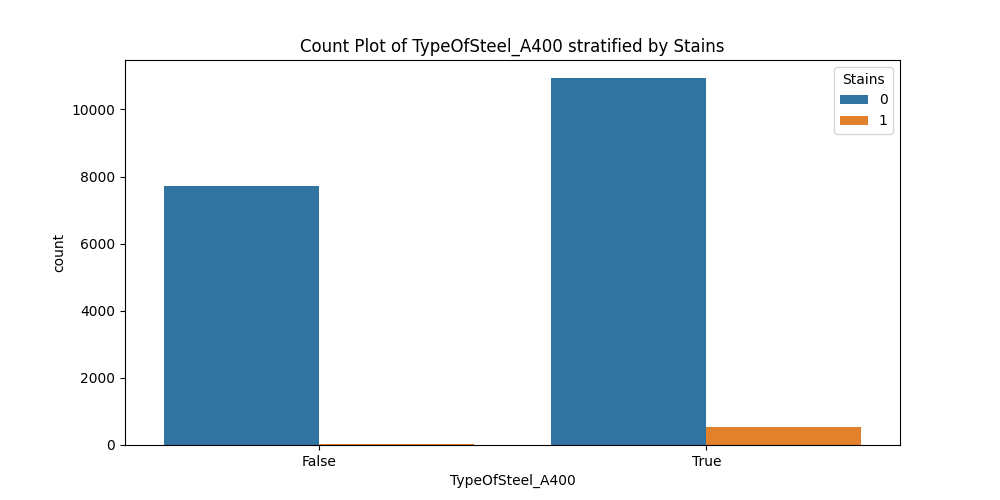 Count Plot of TypeOfSteel_A400 stratified by Stains
Stains
0
1
10000
8000
6000
4000
2000
0
count
False
True
TypeOfSteel_A400